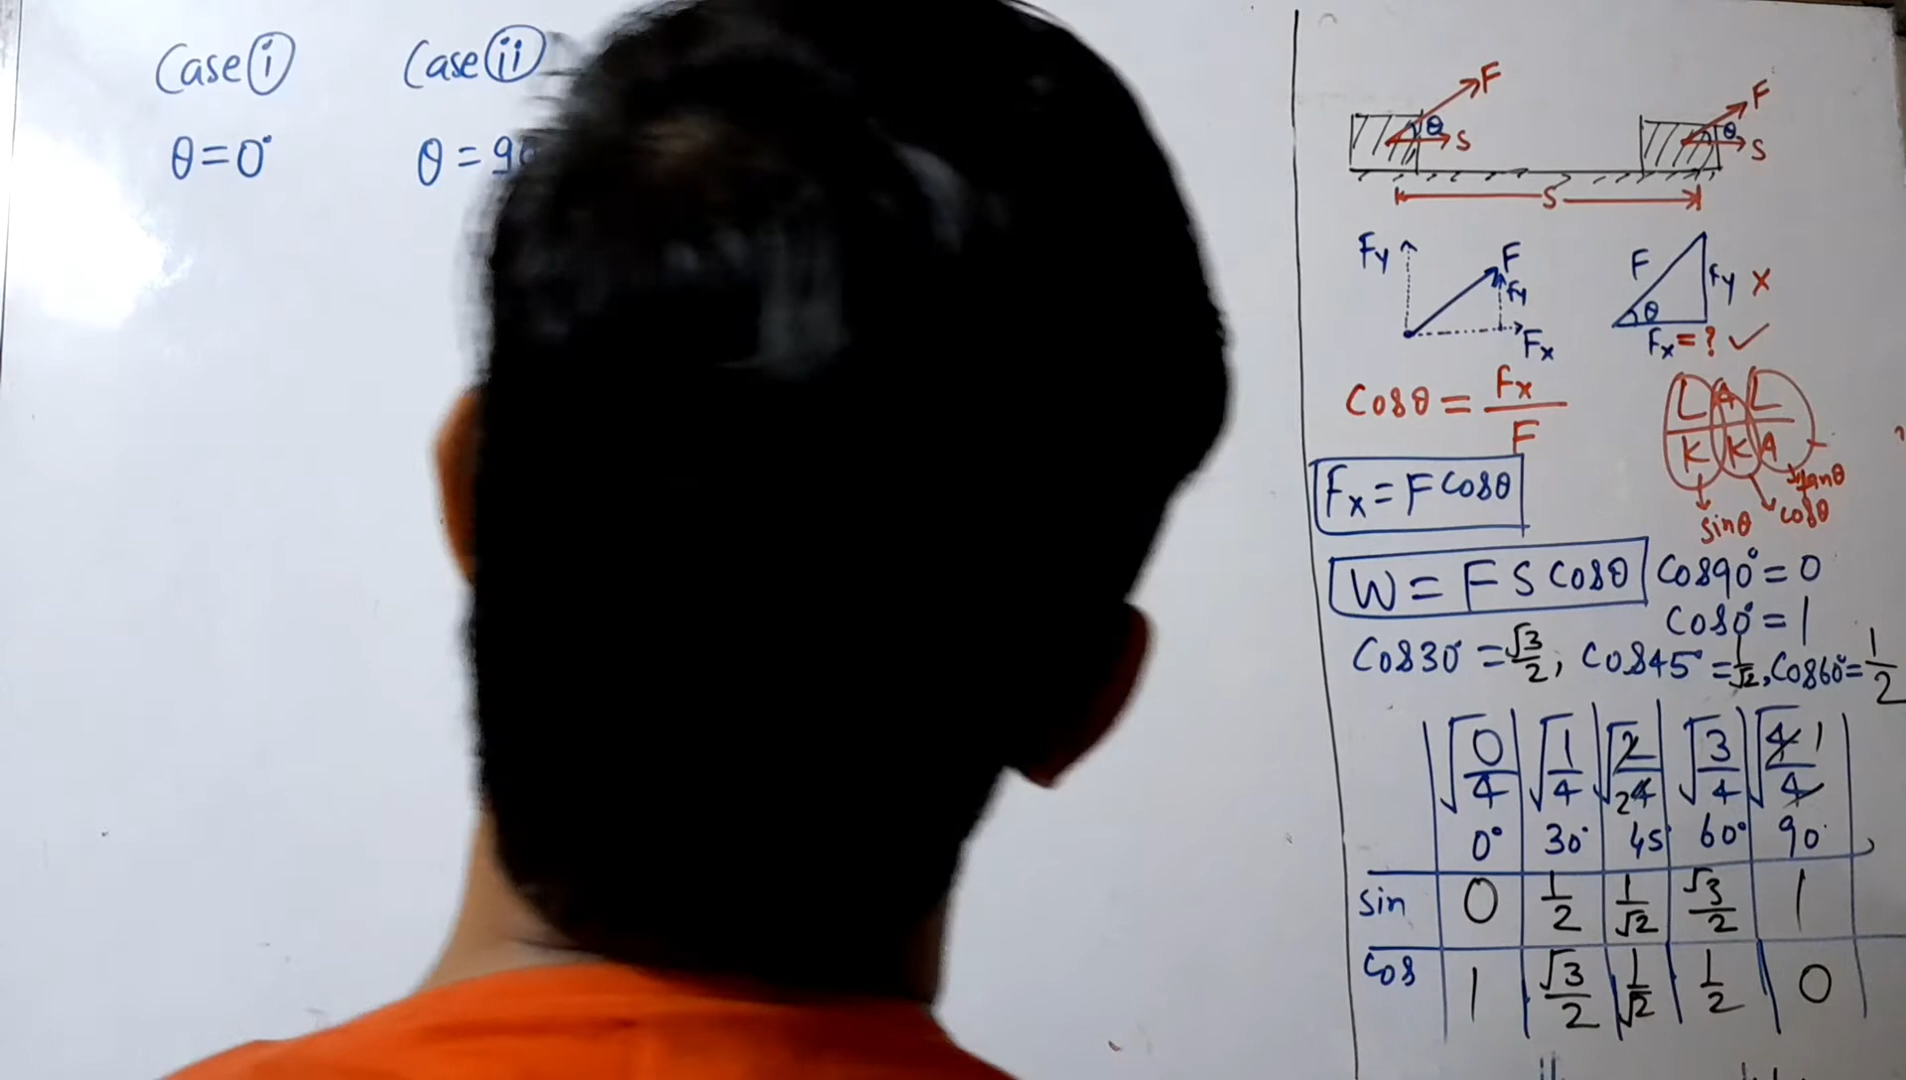 Case i Case ii
θ=0° θ=90
F F
θ S θ S
S
Fy F Fy Fx
F θ Fy ×
Fx=? ✓
Cosθ = Fx/F
L A L
K K A
sinθ cosθ tanθ
Fx = F Cosθ
W = F S Cosθ Cos90° = 0
Cos0° = 1
Cos30° = √3/2, Cos45° = 1/√2, Cos60° = 1/2
√0/4 √1/4 √2/4 2 √3/4 √4/4 1
0° 30° 45 60° 90
sin 0 1/2 1/√2 √3/2 1
Cos 1 √3/2 1/√2 1/2 0